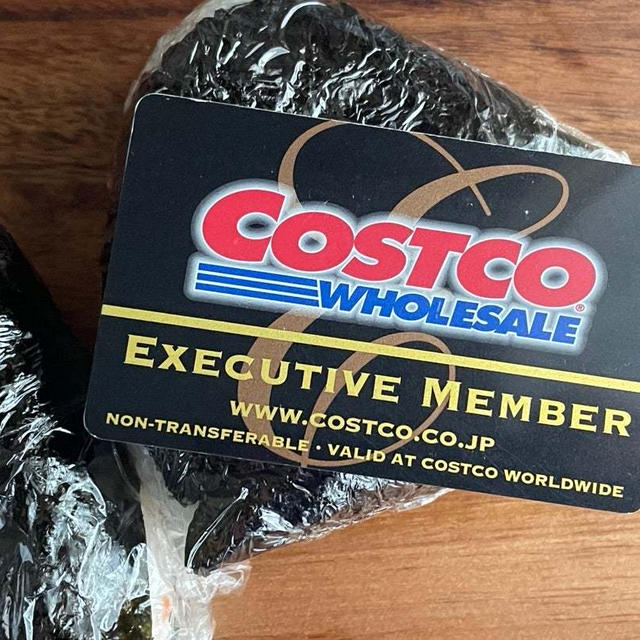 COSTCO®
WHOLESALE
EXECUTIVE MEMBER
WWW.COSTCO.CO.JP
NON-TRANSFERABLE · VALID AT COSTCO WORLDWIDE